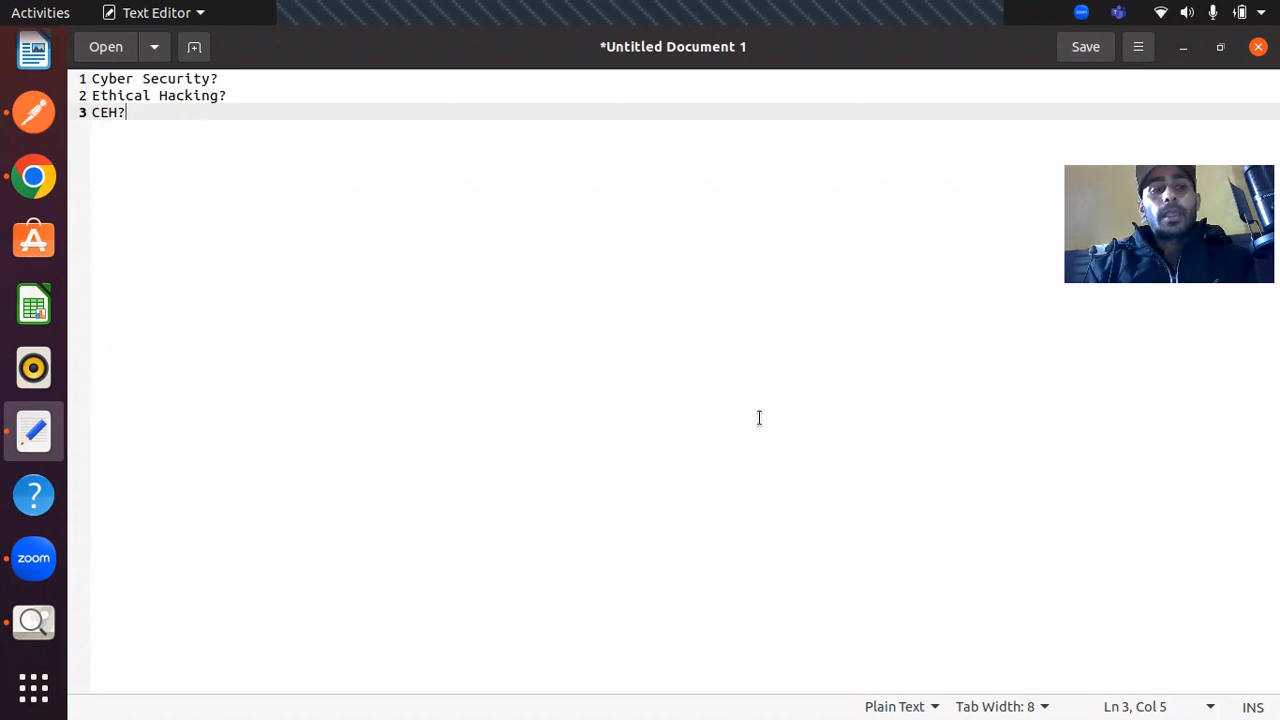 Activities Text Editor
Open *Untitled Document 1 Save
1 Cyber Security?
2 Ethical Hacking?
3 CEH?
zoom
Plain Text Tab Width: 8 Ln 3, Col 5 INS